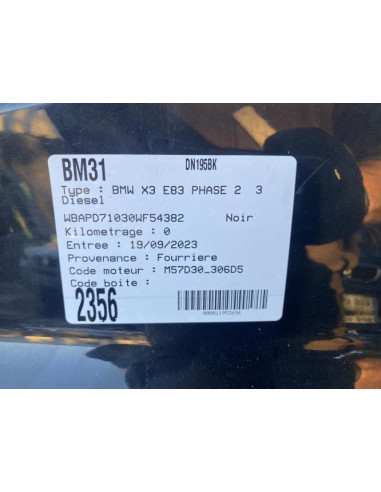 DN195BK
BM31
Type : BMW X3 E83 PHASE 2  3
Diesel
WBAPD71030WF54382 Noir
Kilometrage : 0
Entree : 19/09/2023
Provenance : Fourriere
Code moteur : M57D30_306D5
Code boite :
2356